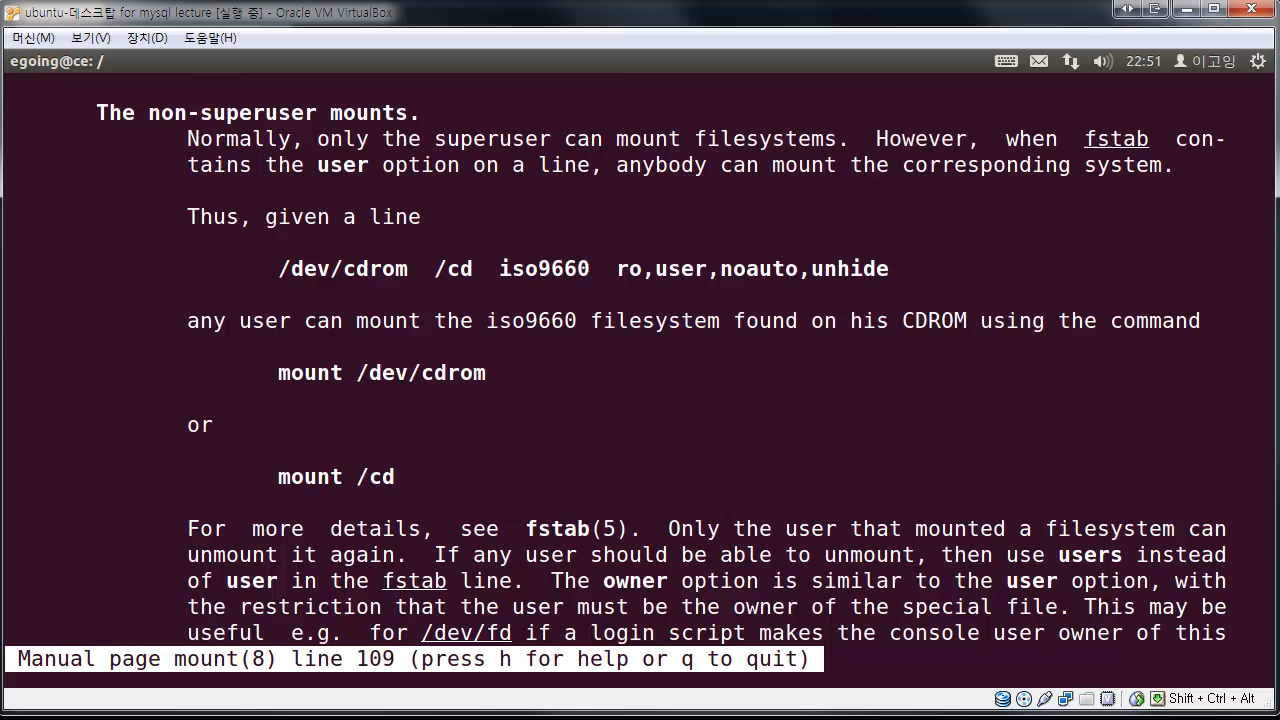 ubuntu-데스크탑 for mysql lecture [실행 중] - Oracle VM VirtualBox
머신(M) 보기(V) 장치(D) 도움말(H)
egoing@ce: / 22:51 이고잉
The non-superuser mounts.
Normally, only the superuser can mount filesystems. However, when fstab con-
tains the user option on a line, anybody can mount the corresponding system.
Thus, given a line
/dev/cdrom /cd iso9660 ro,user,noauto,unhide
any user can mount the iso9660 filesystem found on his CDROM using the command
mount /dev/cdrom
or
mount /cd
For more details, see fstab(5). Only the user that mounted a filesystem can
unmount it again. If any user should be able to unmount, then use users instead
of user in the fstab line. The owner option is similar to the user option, with
the restriction that the user must be the owner of the special file. This may be
useful e.g. for /dev/fd if a login script makes the console user owner of this
Manual page mount(8) line 109 (press h for help or q to quit)
Shift + Ctrl + Alt